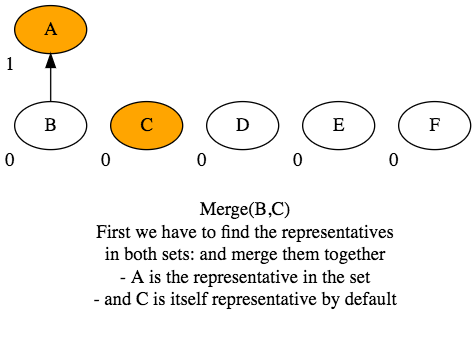 A
1
B C D E F
0 0 0 0 0
Merge(B,C)
First we have to find the representatives
in both sets: and merge them together
- A is the representative in the set
- and C is itself representative by default